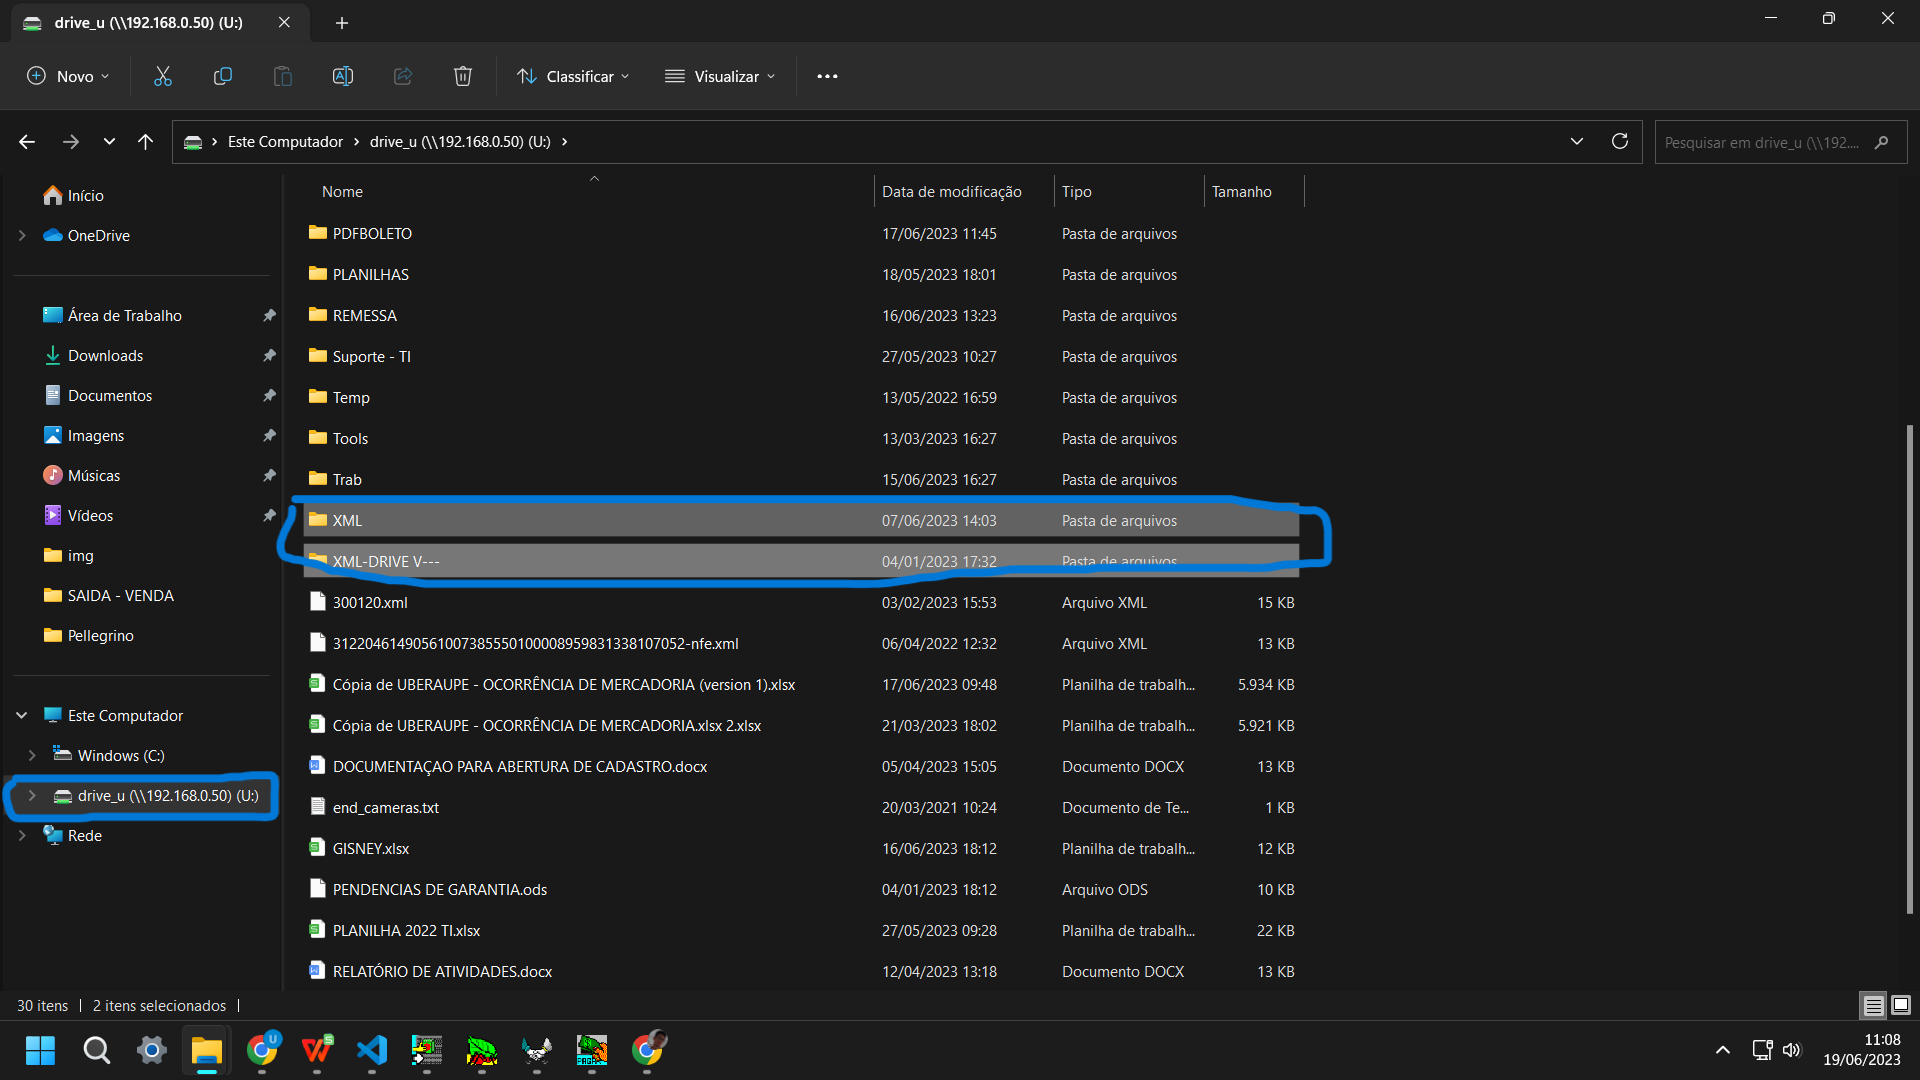 drive_u (\\192.168.0.50) (U:)
Novo
Classificar
Visualizar
Este Computador
drive_u (\\192.168.0.50) (U:)
Pesquisar em drive_u (\\192....
Início
OneDrive
Área de Trabalho
Downloads
Documentos
Imagens
Músicas
Vídeos
img
SAIDA - VENDA
Pellegrino
Este Computador
Windows (C:)
drive_u (\\192.168.0.50) (U:)
Rede
Nome Data de modificação Tipo Tamanho
PDFBOLETO 17/06/2023 11:45 Pasta de arquivos
PLANILHAS 18/05/2023 18:01 Pasta de arquivos
REMESSA 16/06/2023 13:23 Pasta de arquivos
Suporte - TI 27/05/2023 10:27 Pasta de arquivos
Temp 13/05/2022 16:59 Pasta de arquivos
Tools 13/03/2023 16:27 Pasta de arquivos
Trab 15/06/2023 16:27 Pasta de arquivos
XML 07/06/2023 14:03 Pasta de arquivos
XML-DRIVE V--- 04/01/2023 17:32 Pasta de arquivos
300120.xml 03/02/2023 15:53 Arquivo XML 15 KB
31220461490561007385550100008959831338107052-nfe.xml 06/04/2022 12:32 Arquivo XML 13 KB
Cópia de UBERAUPE - OCORRÊNCIA DE MERCADORIA (version 1).xlsx 17/06/2023 09:48 Planilha de trabalh... 5.934 KB
Cópia de UBERAUPE - OCORRÊNCIA DE MERCADORIA.xlsx 2.xlsx 21/03/2023 18:02 Planilha de trabalh... 5.921 KB
DOCUMENTAÇAO PARA ABERTURA DE CADASTRO.docx 05/04/2023 15:05 Documento DOCX 13 KB
end_cameras.txt 20/03/2021 10:24 Documento de Te... 1 KB
GISNEY.xlsx 16/06/2023 18:12 Planilha de trabalh... 12 KB
PENDENCIAS DE GARANTIA.ods 04/01/2023 18:12 Arquivo ODS 10 KB
PLANILHA 2022 TI.xlsx 27/05/2023 09:28 Planilha de trabalh... 22 KB
RELATÓRIO DE ATIVIDADES.docx 12/04/2023 13:18 Documento DOCX 13 KB
30 itens 2 itens selecionados
11:08
19/06/2023